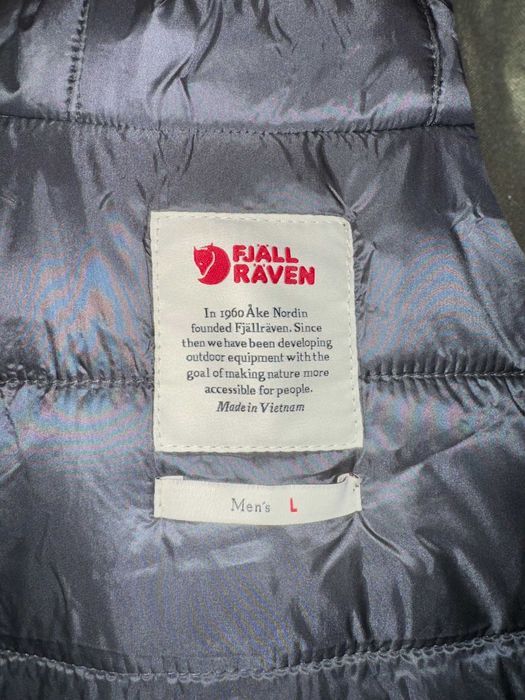 FJÄLL
RÄVEN
In 1960 Åke Nordin
founded Fjällräven. Since
then we have been developing
outdoor equipment with the
goal of making nature more
accessible for people.
Made in Vietnam
Men's L